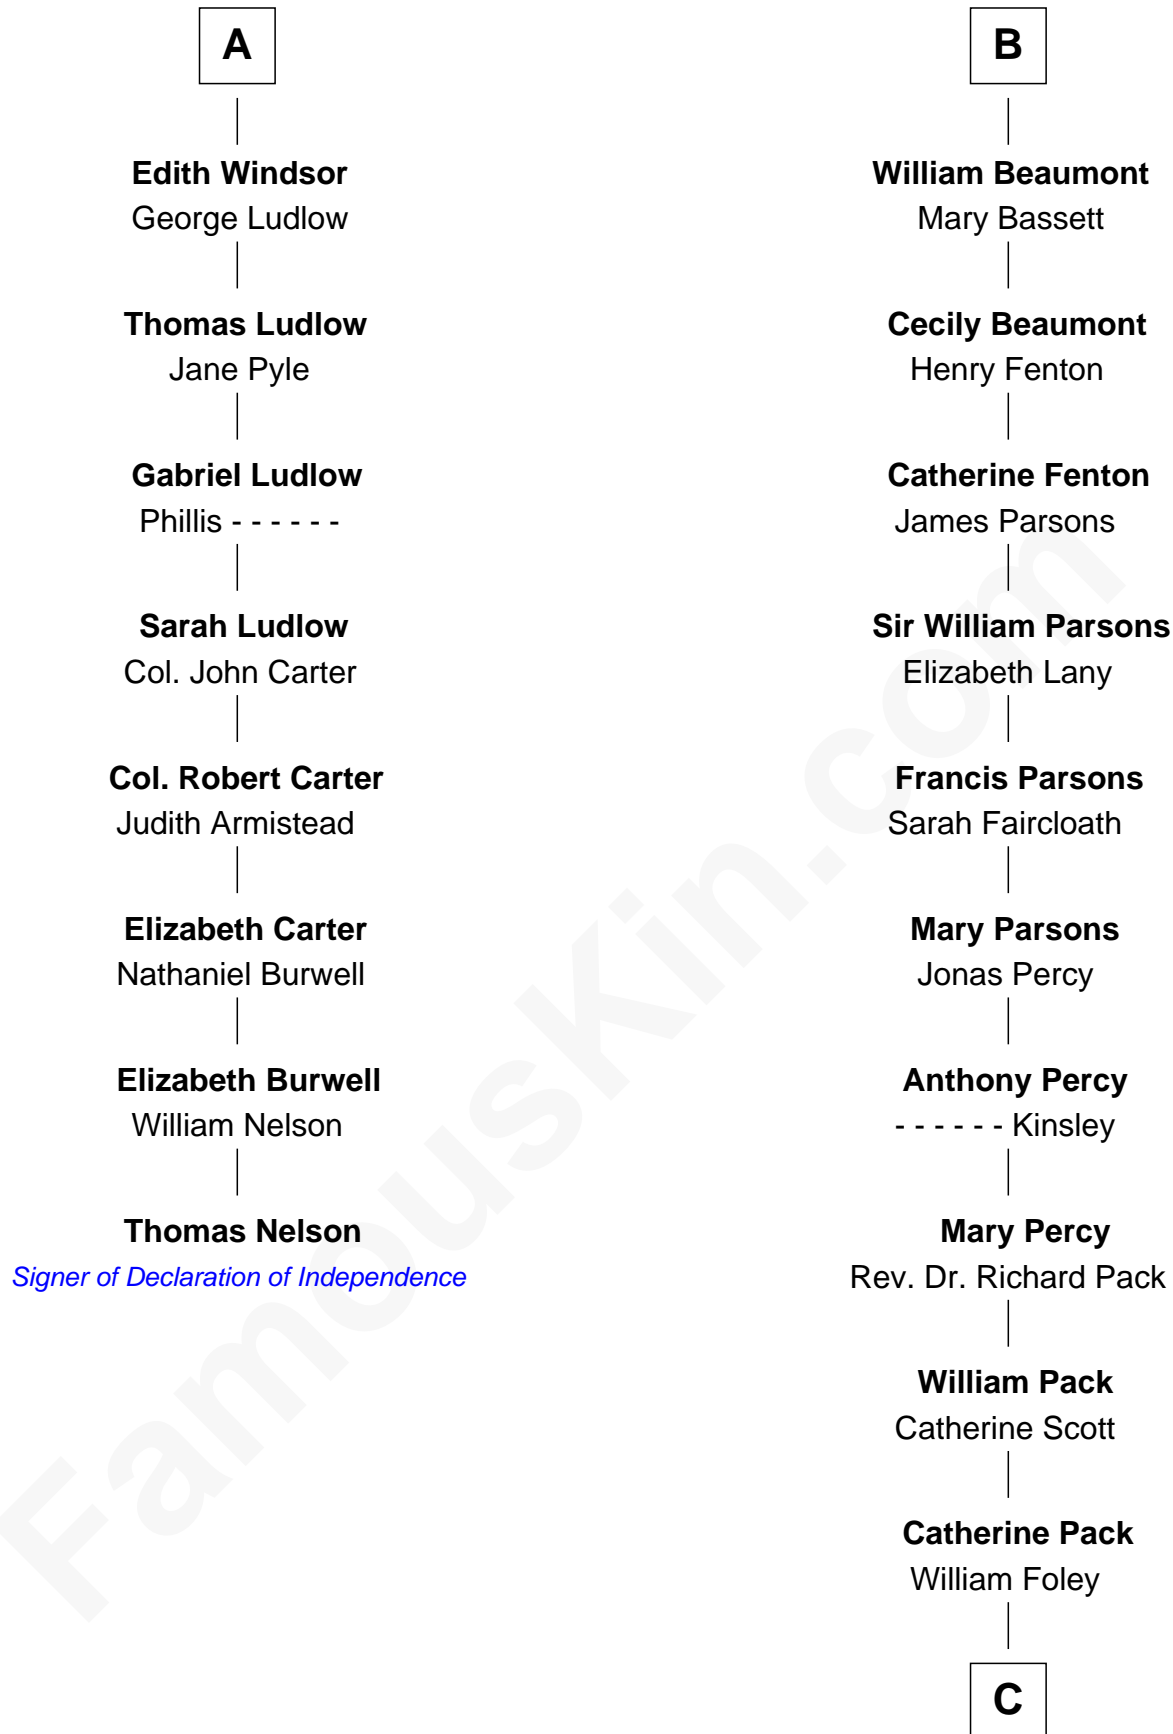 A
Edith Windsor
George Ludlow
Thomas Ludlow
Jane Pyle
Gabriel Ludlow
Phillis - - - - - -
Sarah Ludlow
Col. John Carter
Col. Robert Carter
Judith Armistead
Elizabeth Carter
Nathaniel Burwell
Elizabeth Burwell
William Nelson
Thomas Nelson
Signer of Declaration of Independence
B
William Beaumont
Mary Bassett
Cecily Beaumont
Henry Fenton
Catherine Fenton
James Parsons
Sir William Parsons
Elizabeth Lany
Francis Parsons
Sarah Faircloath
Mary Parsons
Jonas Percy
Anthony Percy
- - - - - - Kinsley
Mary Percy
Rev. Dr. Richard Pack
William Pack
Catherine Scott
Catherine Pack
William Foley
C
FamousKin.com